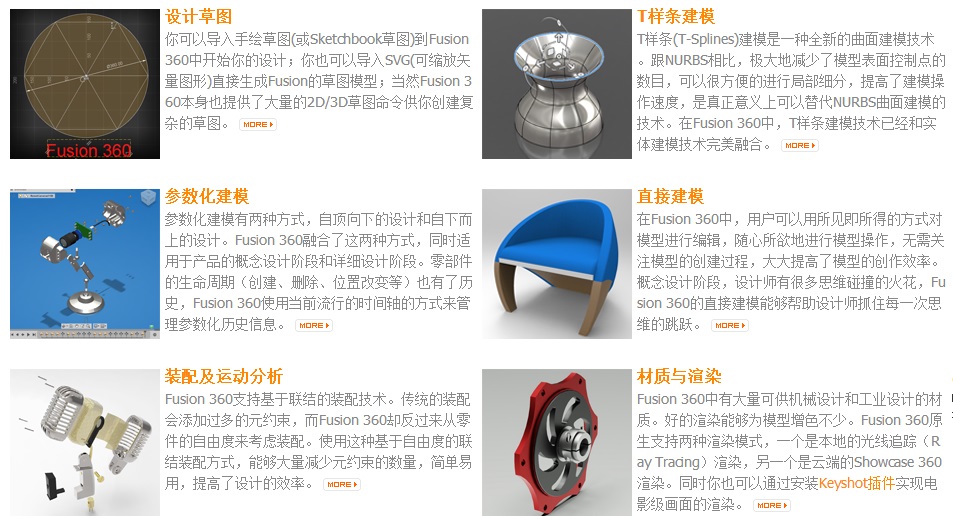 设计草图
你可以导入手绘草图(或Sketchbook草图)到Fusion
360中开始你的设计；你也可以导入SVG(可缩放矢
量图形)直接生成Fusion的草图模型；当然Fusion 3
60本身也提供了大量的2D/3D草图命令供你创建复
杂的草图。 MORE
Fusion 360
T样条建模
T样条(T-Splines)建模是一种全新的曲面建模技术
。跟NURBS相比，极大地减少了模型表面控制点的
数目，可以很方便的进行局部细分，提高了建模操
作速度，是真正意义上可以替代NURBS曲面建模的
技术。在Fusion 360中，T样条建模技术已经和实
体建模技术完美融合。 MORE
参数化建模
参数化建模有两种方式，自顶向下的设计和自下而
上的设计。Fusion 360融合了这两种方式，同时适
用于产品的概念设计阶段和详细设计阶段。零部件
的生命周期（创建、删除、位置改变等）也有了历
史，Fusion 360使用当前流行的时间轴的方式来管
理参数化历史信息。 MORE
直接建模
在Fusion 360中，用户可以用所见即所得的方式对
模型进行编辑，随心所欲地进行模型操作，无需关
注模型的创建过程，大大提高了模型的创作效率。
概念设计阶段，设计师有很多思维碰撞的火花，Fu
sion 360的直接建模能够帮助设计师抓住每一次思
维的跳跃。 MORE
装配及运动分析
Fusion 360支持基于联结的装配技术。传统的装配
会添加过多的元约束，而Fusion 360却反过来从零
件的自由度来考虑装配。使用这种基于自由度的联
结装配方式，能够大量减少元约束的数量，简单易
用，提高了设计的效率。 MORE
材质与渲染
Fusion 360中有大量可供机械设计和工业设计的材
质。好的渲染能够为模型增色不少。Fusion 360原
生支持两种渲染模式，一个是本地的光线追踪（R
ay Tracing）渲染，另一个是云端的Showcase 360
渲染。同时你也可以通过安装Keyshot插件实现电
影级画面的渲染。 MORE